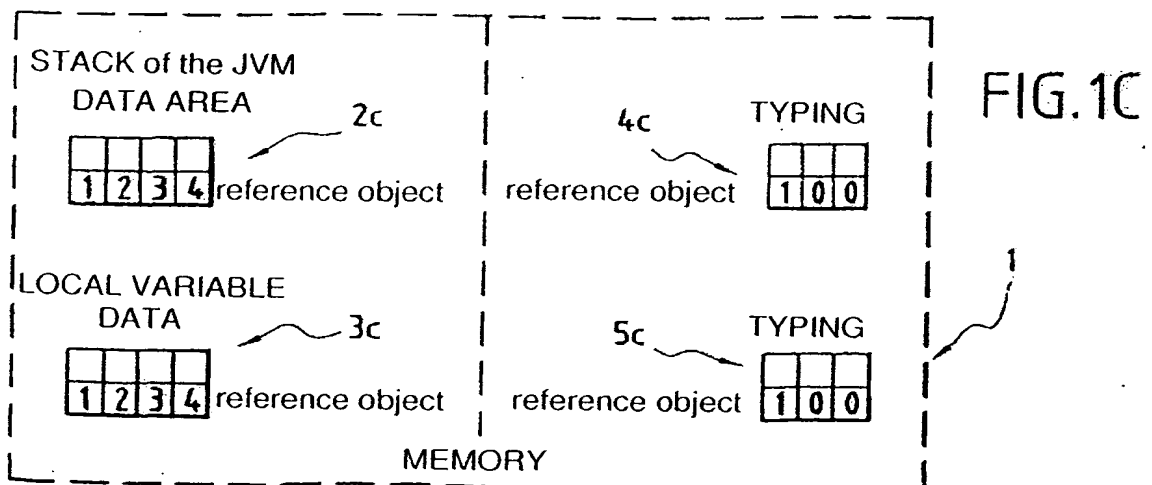 STACK of the JVM
DATA AREA
2c
1 2 3 4 reference object
4c
TYPING
reference object 1 0 0
FIG.1C
1
LOCAL VARIABLE
DATA
3c
1 2 3 4 reference object
5c
TYPING
reference object 1 0 0
MEMORY